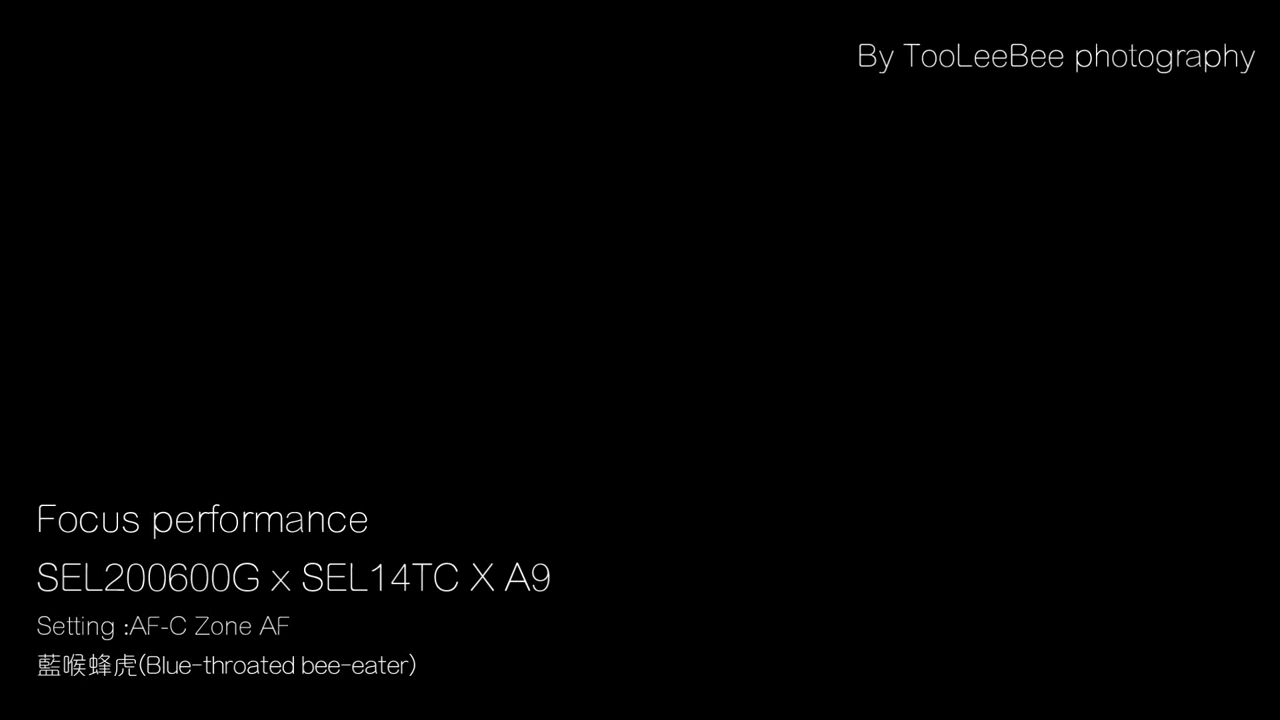 By TooLeeBee photography
Focus performance
SEL200600G x SEL14TC X A9
Setting :AF-C Zone AF
藍喉蜂虎(Blue-throated bee-eater)